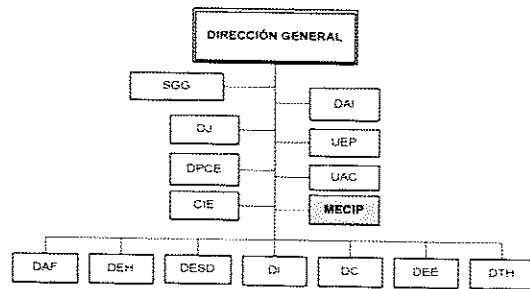 DIRECCIÓN GENERAL
SGG
DAI
DJ
UEP
DPCE
UAC
CIE
MECIP
DAF
DEH
DESD
DI
DC
DEE
DTH